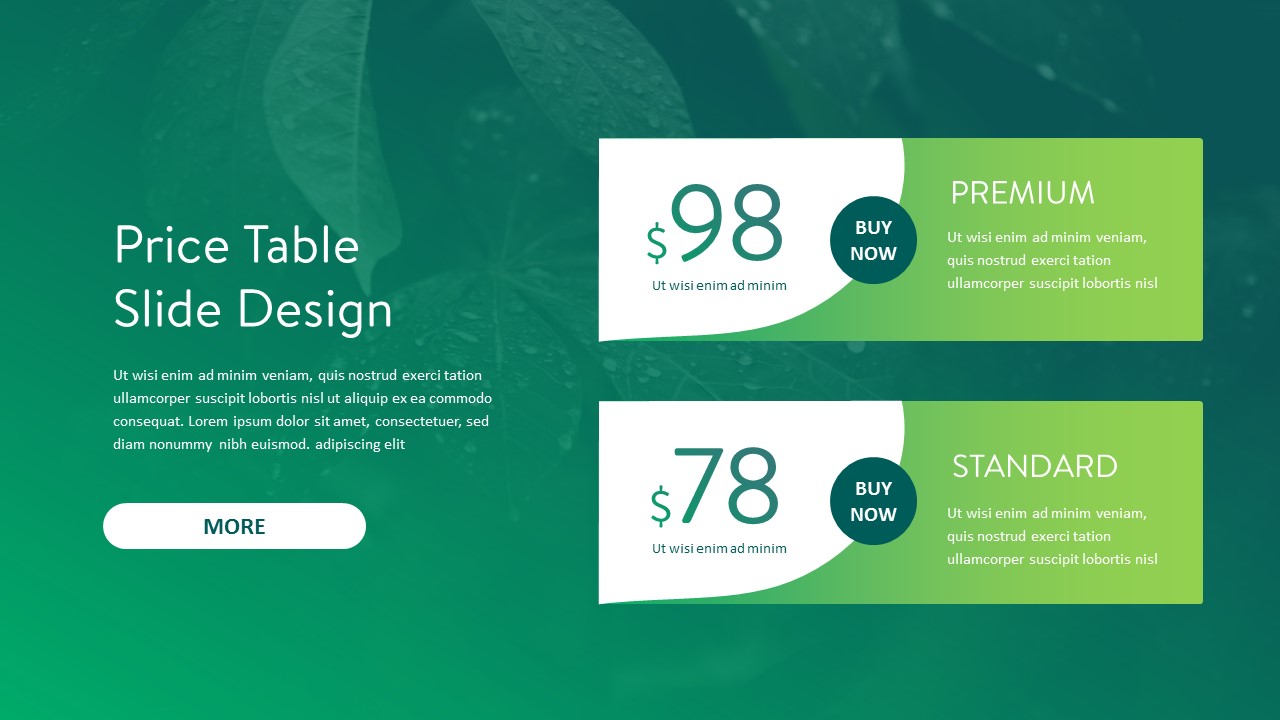 Price Table
Slide Design
Ut wisi enim ad minim veniam, quis nostrud exerci tation
ullamcorper suscipit lobortis nisl ut aliquip ex ea commodo
consequat. Lorem ipsum dolor sit amet, consectetuer, sed
diam nonummy nibh euismod. adipiscing elit
MORE
$98
Ut wisi enim ad minim
BUY
NOW
PREMIUM
Ut wisi enim ad minim veniam,
quis nostrud exerci tation
ullamcorper suscipit lobortis nisl
$78
Ut wisi enim ad minim
BUY
NOW
STANDARD
Ut wisi enim ad minim veniam,
quis nostrud exerci tation
ullamcorper suscipit lobortis nisl